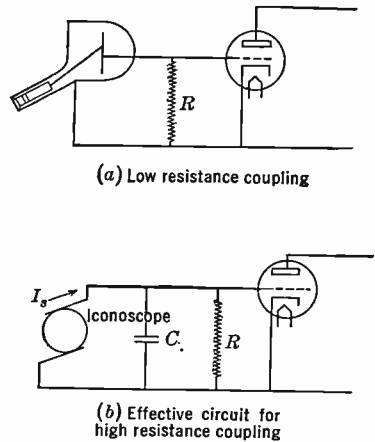 R
(a) Low resistance coupling
Is
Iconoscope
C.
R
(b) Effective circuit for
high resistance coupling